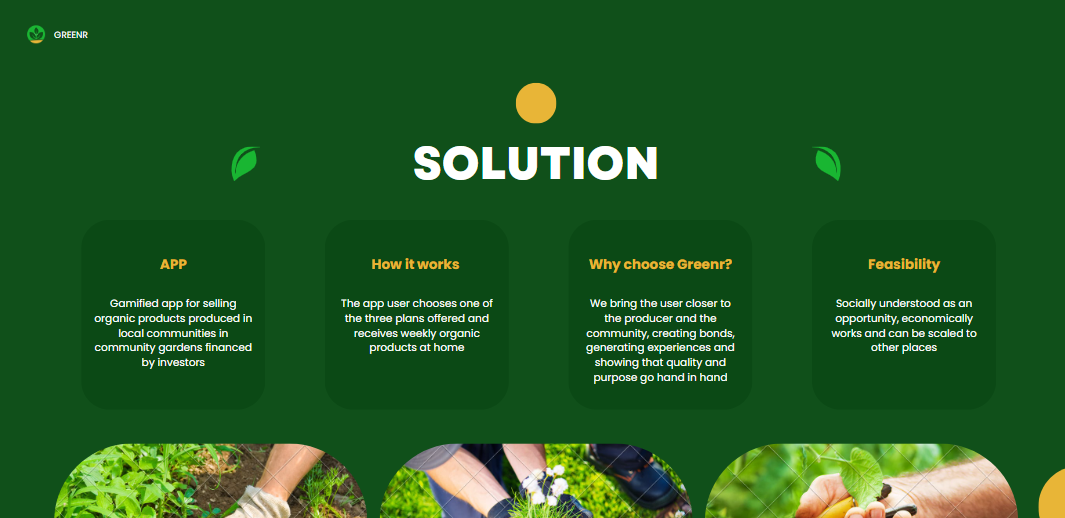 GREENR
SOLUTION
APP
Gamified app for selling
organic products produced in
local communities in
community gardens financed
by investors
How it works
The app user chooses one of
the three plans offered and
receives weekly organic
products at home
Why choose Greenr?
We bring the user closer to
the producer and the
community, creating bonds,
generating experiences and
showing that quality and
purpose go hand in hand
Feasibility
Socially understood as an
opportunity, economically
works and can be scaled to
other places